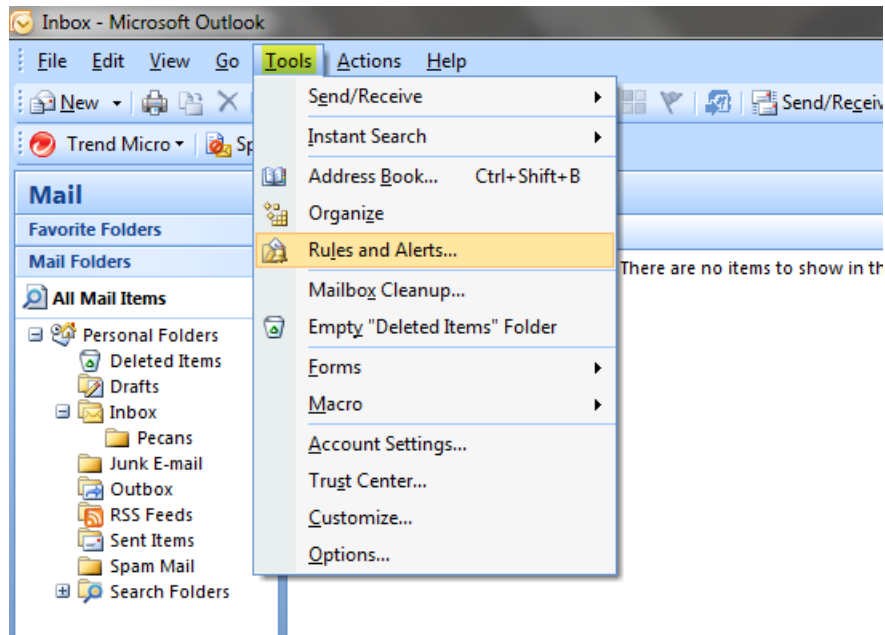 Inbox - Microsoft Outlook
File Edit View Go Tools Actions Help
New Send/Receiv
Trend Micro Sp
Send/Receive
Instant Search
Address Book... Ctrl+Shift+B
Organize
Rules and Alerts...
Mailbox Cleanup...
Empty "Deleted Items" Folder
Forms
Macro
Account Settings...
Trust Center...
Customize...
Options...
Mail
Favorite Folders
Mail Folders
All Mail Items
Personal Folders
Deleted Items
Drafts
Inbox
Pecans
Junk E-mail
Outbox
RSS Feeds
Sent Items
Spam Mail
Search Folders
There are no items to show in th